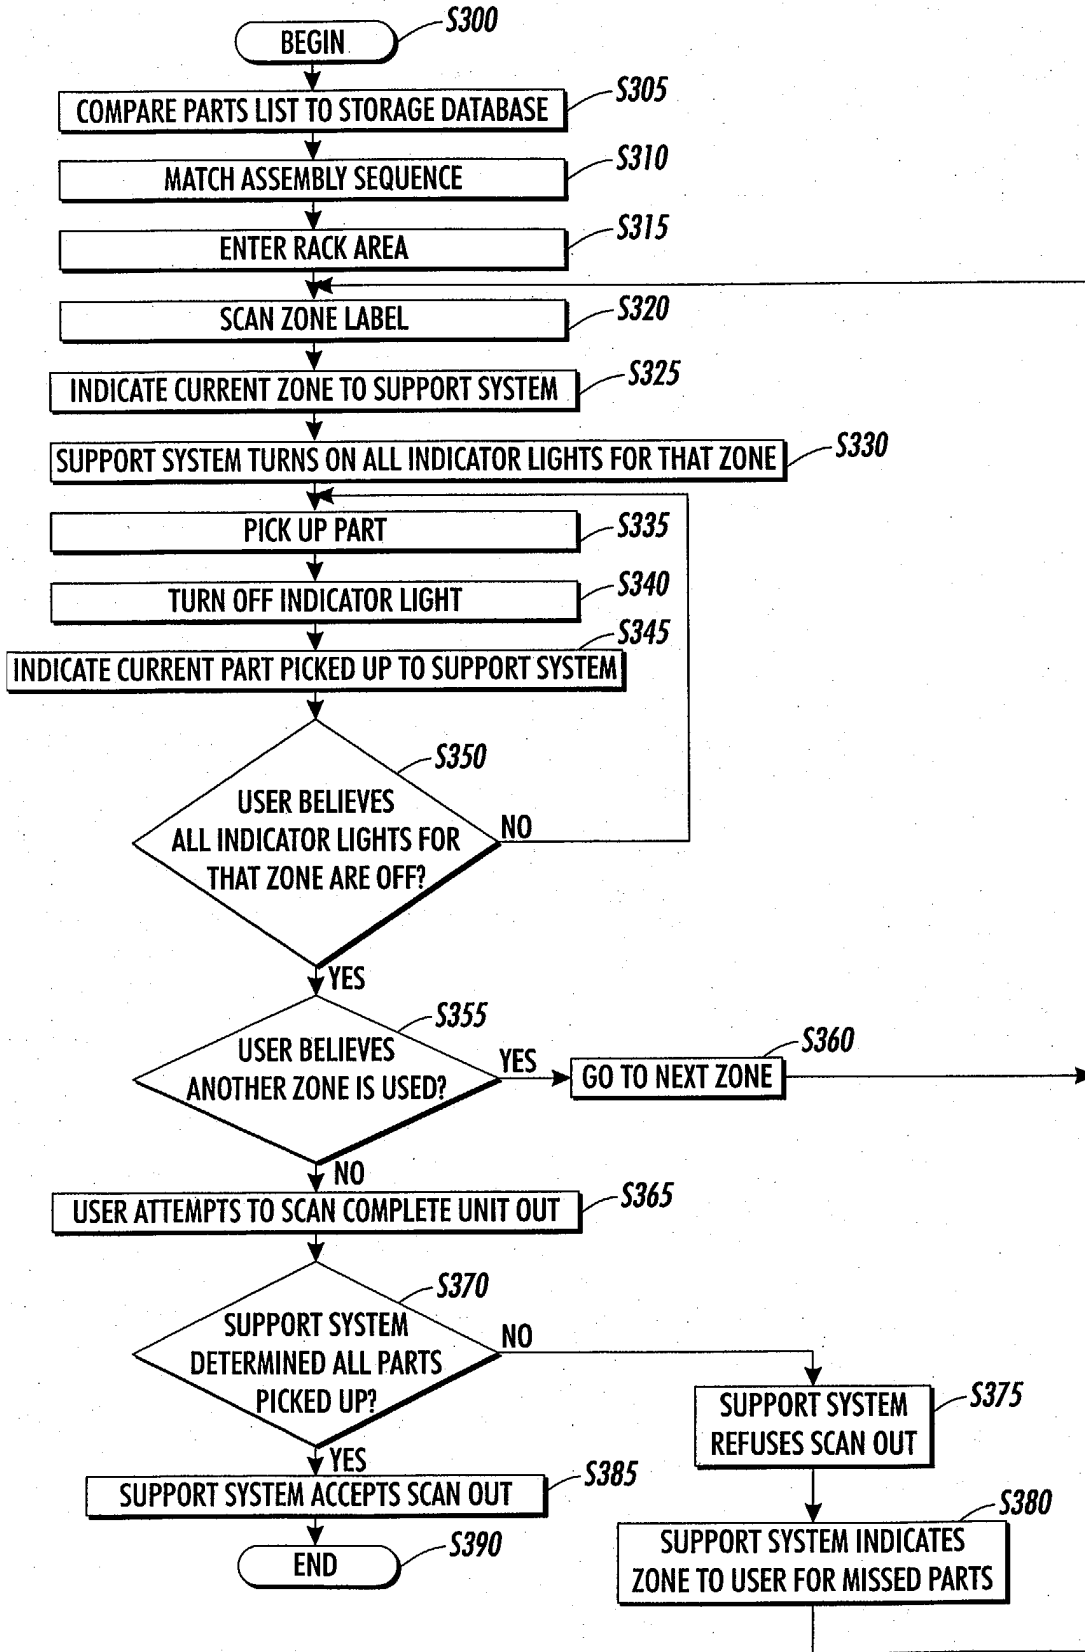 BEGIN
S300
COMPARE PARTS LIST TO STORAGE DATABASE
S305
MATCH ASSEMBLY SEQUENCE
S310
ENTER RACK AREA
S315
SCAN ZONE LABEL
S320
INDICATE CURRENT ZONE TO SUPPORT SYSTEM
S325
SUPPORT SYSTEM TURNS ON ALL INDICATOR LIGHTS FOR THAT ZONE
S330
PICK UP PART
S335
TURN OFF INDICATOR LIGHT
S340
INDICATE CURRENT PART PICKED UP TO SUPPORT SYSTEM
S345
USER BELIEVES
ALL INDICATOR LIGHTS FOR
THAT ZONE ARE OFF?
S350
NO
YES
USER BELIEVES
ANOTHER ZONE IS USED?
S355
YES
GO TO NEXT ZONE
S360
NO
USER ATTEMPTS TO SCAN COMPLETE UNIT OUT
S365
SUPPORT SYSTEM
DETERMINED ALL PARTS
PICKED UP?
S370
NO
SUPPORT SYSTEM
REFUSES SCAN OUT
S375
YES
SUPPORT SYSTEM ACCEPTS SCAN OUT
S385
SUPPORT SYSTEM INDICATES
ZONE TO USER FOR MISSED PARTS
S380
END
S390